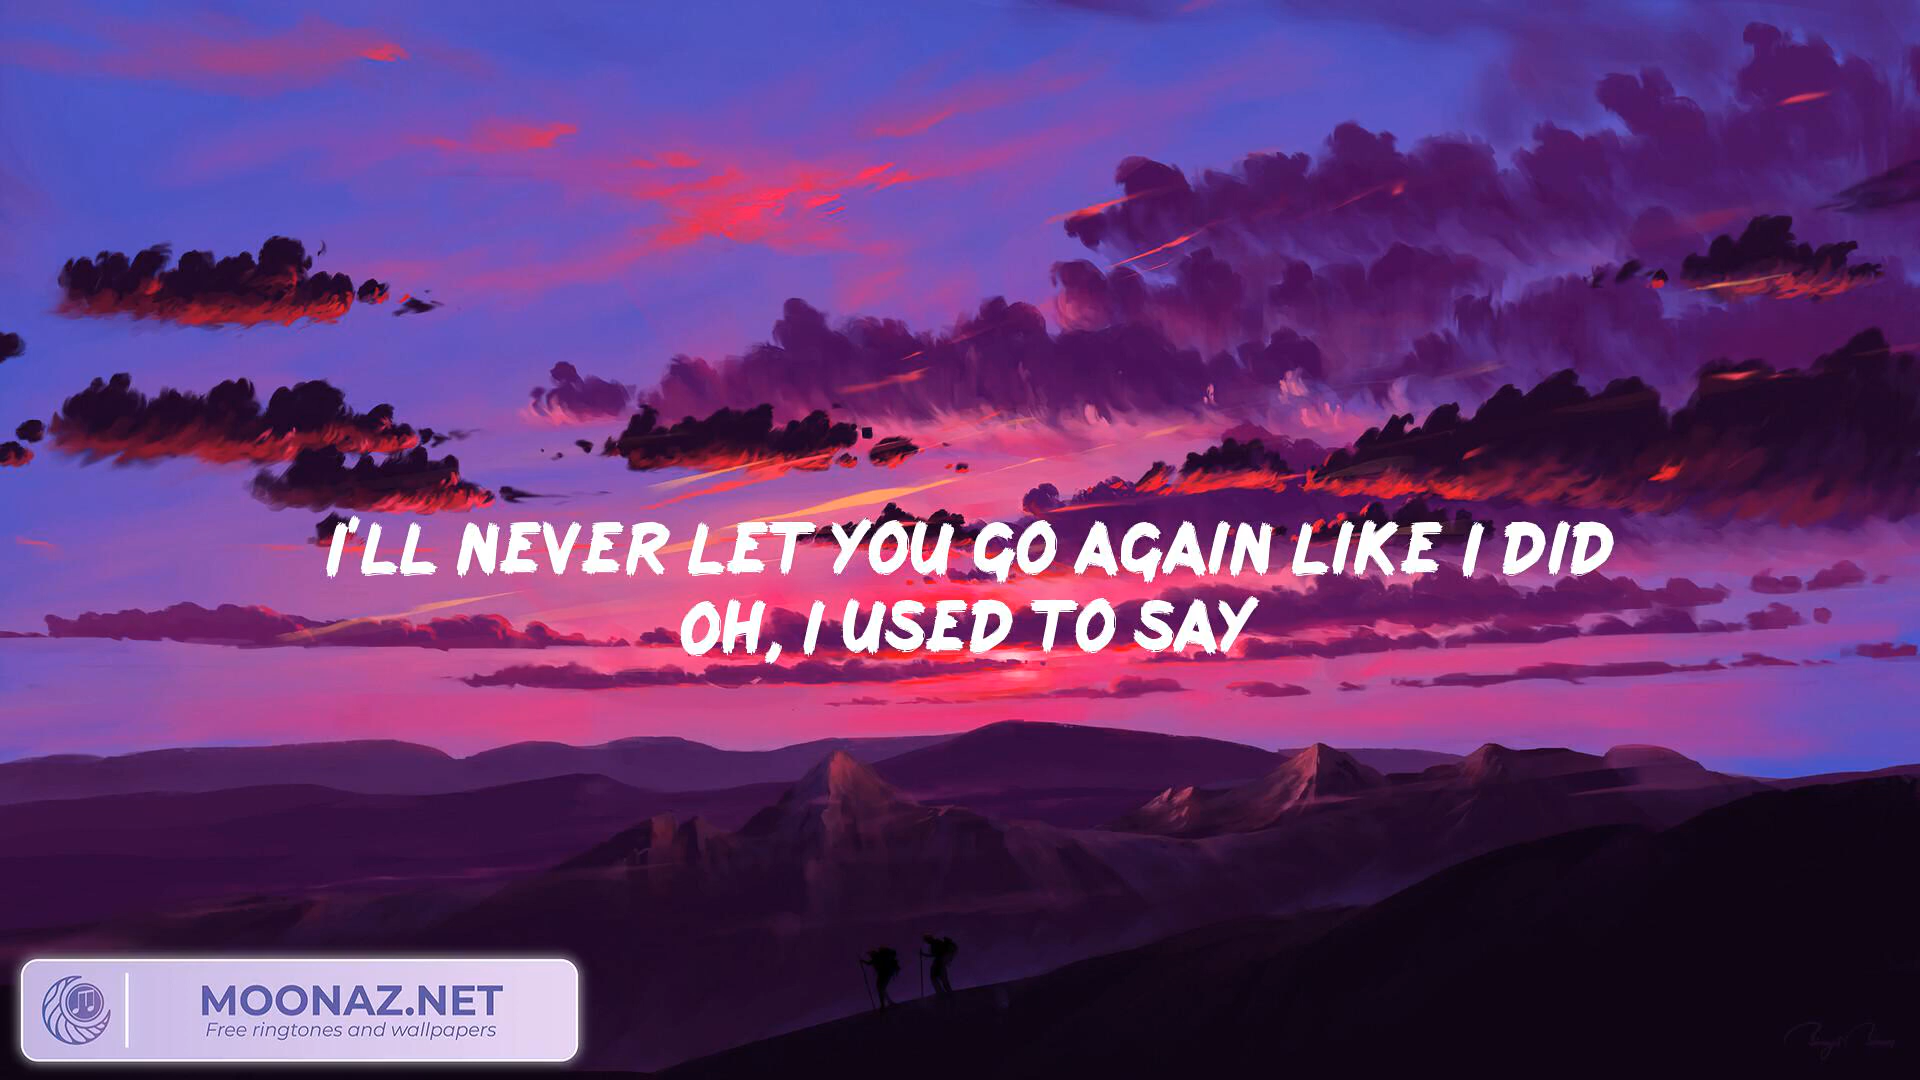 I'LL NEVER LET YOU GO AGAIN LIKE I DID
OH, I USED TO SAY
MOONAZ.NET
Free ringtones and wallpapers